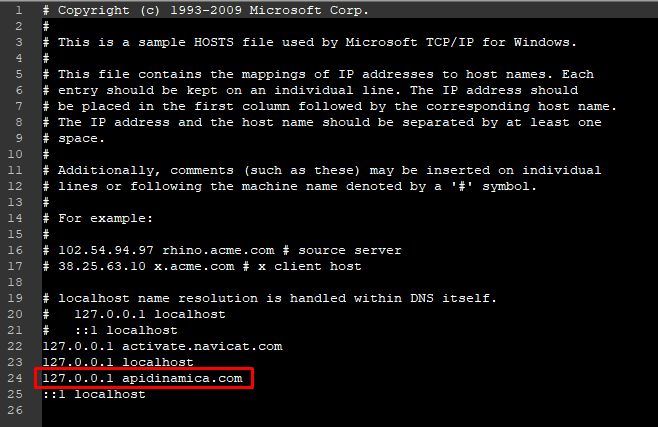 1 # Copyright (c) 1993-2009 Microsoft Corp.
2 #
3 # This is a sample HOSTS file used by Microsoft TCP/IP for Windows.
4 #
5 # This file contains the mappings of IP addresses to host names. Each
6 # entry should be kept on an individual line. The IP address should
7 # be placed in the first column followed by the corresponding host name.
8 # The IP address and the host name should be separated by at least one
9 # space.
10 #
11 # Additionally, comments (such as these) may be inserted on individual
12 # lines or following the machine name denoted by a '#' symbol.
13 #
14 # For example:
15 #
16 # 102.54.94.97 rhino.acme.com # source server
17 # 38.25.63.10 x.acme.com # x client host
18
19 # localhost name resolution is handled within DNS itself.
20 #   127.0.0.1 localhost
21 #   ::1 localhost
22 127.0.0.1 activate.navicat.com
23 127.0.0.1 localhost
24 127.0.0.1 apidinamica.com
25 ::1 localhost
26